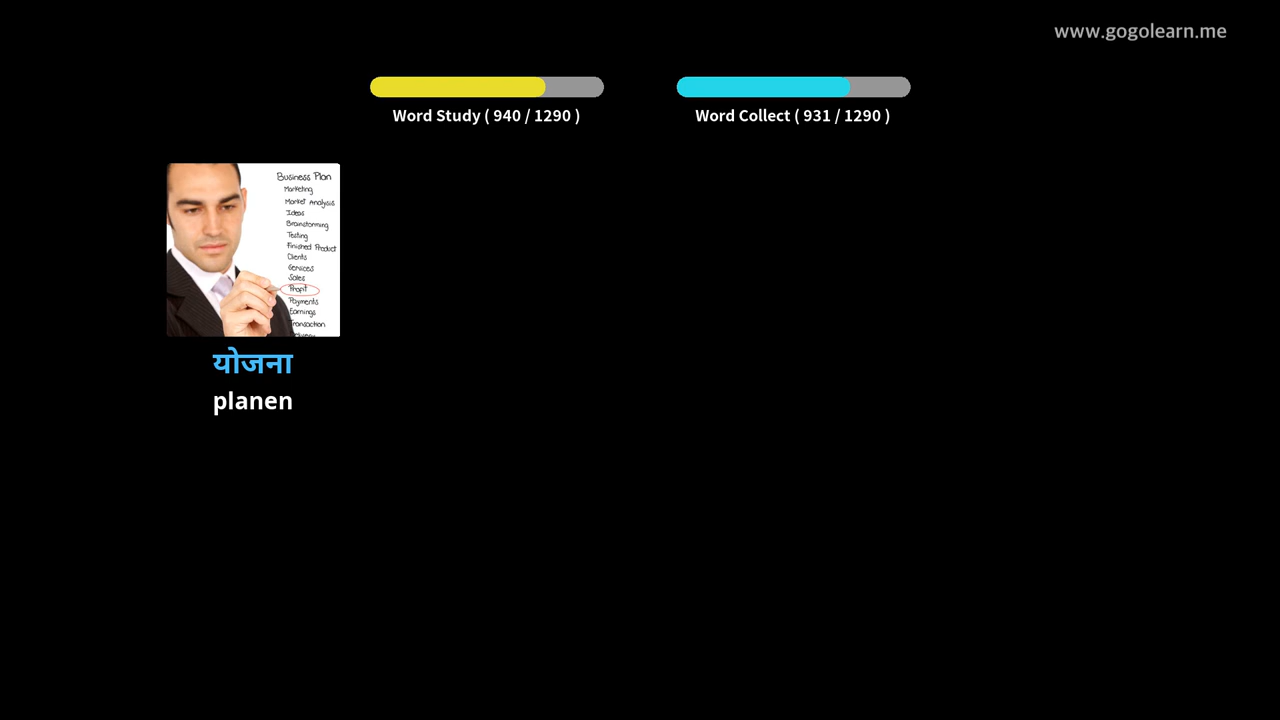 www.gogolearn.me
Word Study ( 940 / 1290 )
Word Collect ( 931 / 1290 )
Business Plan
Marketing
Market Analysis
Ideas
Brainstorming
Testing
Finished Product
Clients
Services
Sales
Profit
Payments
Earnings
Transaction
योजना
planen